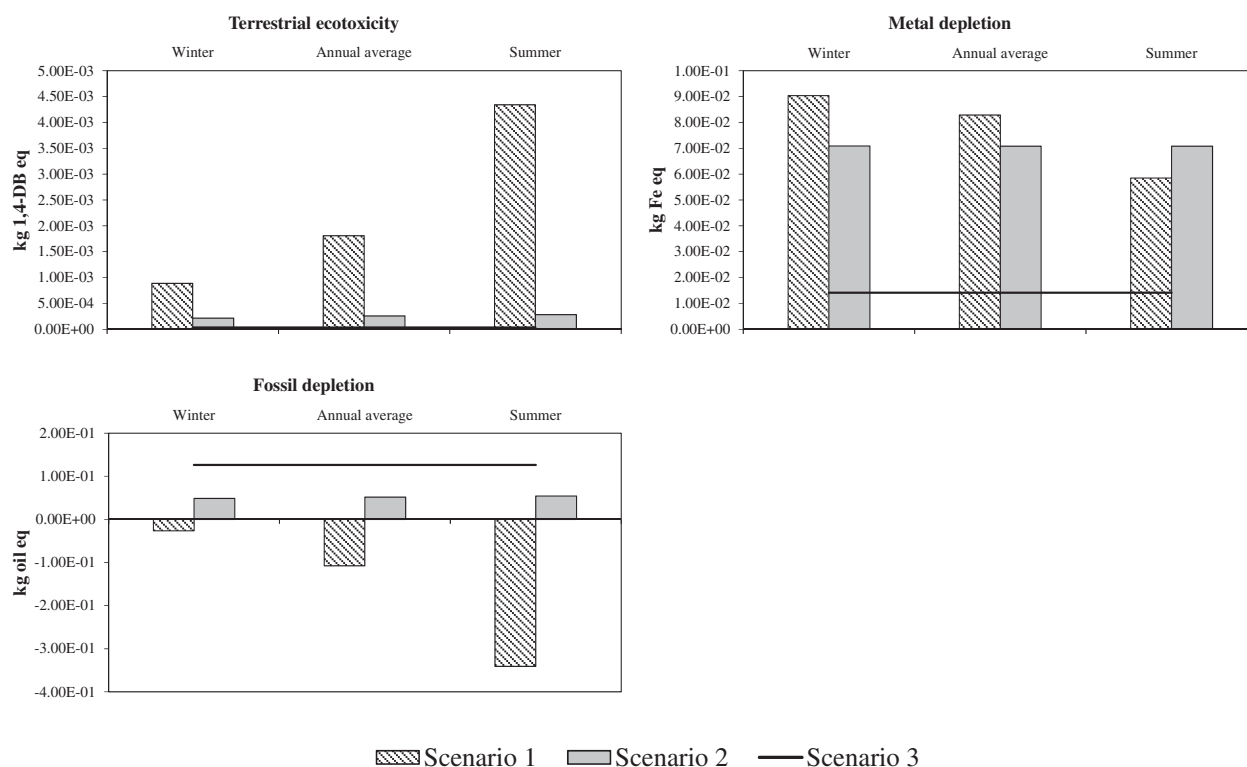 Terrestrial ecotoxicity
Winter Annual average Summer
5.00E-03
4.50E-03
4.00E-03
3.50E-03
3.00E-03
2.50E-03
2.00E-03
1.50E-03
1.00E-03
5.00E-04
0.00E+00
kg 1,4-DB eq
Metal depletion
Winter Annual average Summer
1.00E-01
9.00E-02
8.00E-02
7.00E-02
6.00E-02
5.00E-02
4.00E-02
3.00E-02
2.00E-02
1.00E-02
0.00E+00
kg Fe eq
Fossil depletion
Winter Annual average Summer
2.00E-01
1.00E-01
0.00E+00
-1.00E-01
-2.00E-01
-3.00E-01
-4.00E-01
kg oil eq
Scenario 1 Scenario 2 Scenario 3